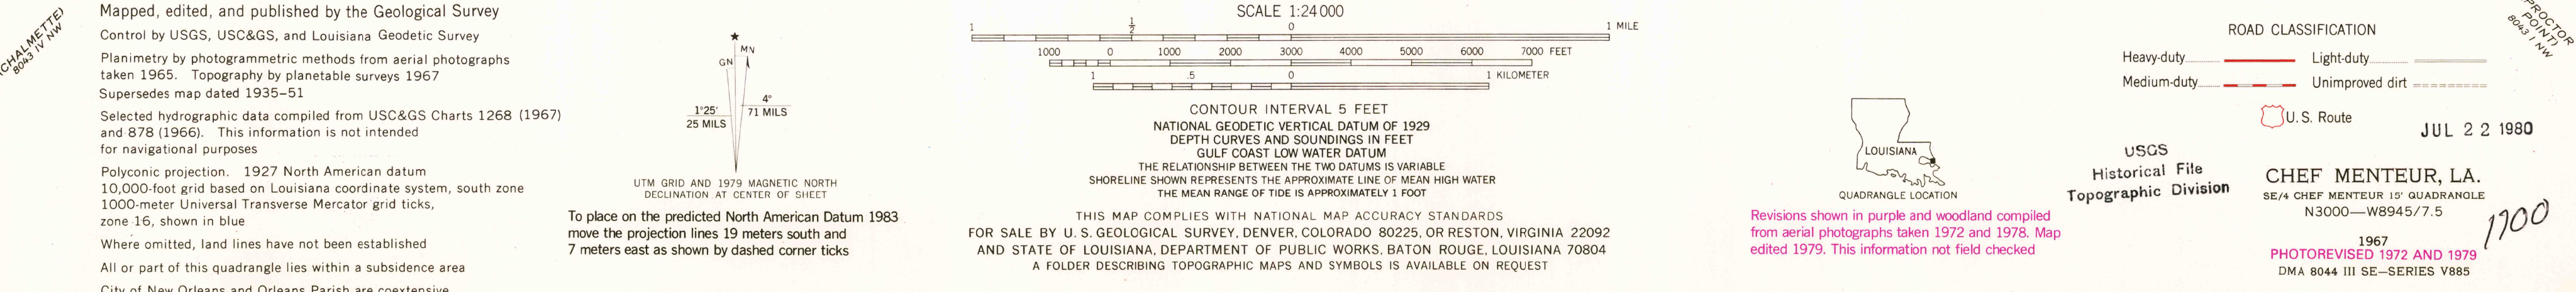 (CHALMETTE)
8043 IV NW
Mapped, edited, and published by the Geological Survey
Control by USGS, USC&GS, and Louisiana Geodetic Survey
Planimetry by photogrammetric methods from aerial photographs
taken 1965. Topography by planetable surveys 1967
Supersedes map dated 1935–51
Selected hydrographic data compiled from USC&GS Charts 1268 (1967)
and 878 (1966). This information is not intended
for navigational purposes
Polyconic projection. 1927 North American datum
10,000-foot grid based on Louisiana coordinate system, south zone
1000-meter Universal Transverse Mercator grid ticks,
zone 16, shown in blue
Where omitted, land lines have not been established
All or part of this quadrangle lies within a subsidence area
City of New Orleans and Orleans Parish are coextensive
★
MN
GN
1°25′
25 MILS
4°
71 MILS
UTM GRID AND 1979 MAGNETIC NORTH
DECLINATION AT CENTER OF SHEET
To place on the predicted North American Datum 1983
move the projection lines 19 meters south and
7 meters east as shown by dashed corner ticks
SCALE 1:24 000
1 ½ 0 1 MILE
1000 0 1000 2000 3000 4000 5000 6000 7000 FEET
1 .5 0 1 KILOMETER
CONTOUR INTERVAL 5 FEET
NATIONAL GEODETIC VERTICAL DATUM OF 1929
DEPTH CURVES AND SOUNDINGS IN FEET
GULF COAST LOW WATER DATUM
THE RELATIONSHIP BETWEEN THE TWO DATUMS IS VARIABLE
SHORELINE SHOWN REPRESENTS THE APPROXIMATE LINE OF MEAN HIGH WATER
THE MEAN RANGE OF TIDE IS APPROXIMATELY 1 FOOT
THIS MAP COMPLIES WITH NATIONAL MAP ACCURACY STANDARDS
FOR SALE BY U. S. GEOLOGICAL SURVEY, DENVER, COLORADO 80225, OR RESTON, VIRGINIA 22092
AND STATE OF LOUISIANA, DEPARTMENT OF PUBLIC WORKS, BATON ROUGE, LOUISIANA 70804
A FOLDER DESCRIBING TOPOGRAPHIC MAPS AND SYMBOLS IS AVAILABLE ON REQUEST
LOUISIANA
QUADRANGLE LOCATION
Revisions shown in purple and woodland compiled
from aerial photographs taken 1972 and 1978. Map
edited 1979. This information not field checked
USGS
Historical File
Topographic Division
ROAD CLASSIFICATION
Heavy-duty Light-duty
Medium-duty Unimproved dirt
U. S. Route
JUL 22 1980
CHEF MENTEUR, LA.
SE/4 CHEF MENTEUR 15′ QUADRANGLE
N3000—W8945/7.5
1700
1967
PHOTOREVISED 1972 AND 1979
DMA 8044 III SE–SERIES V885
PROCTOR
POINT)
8043 I NW